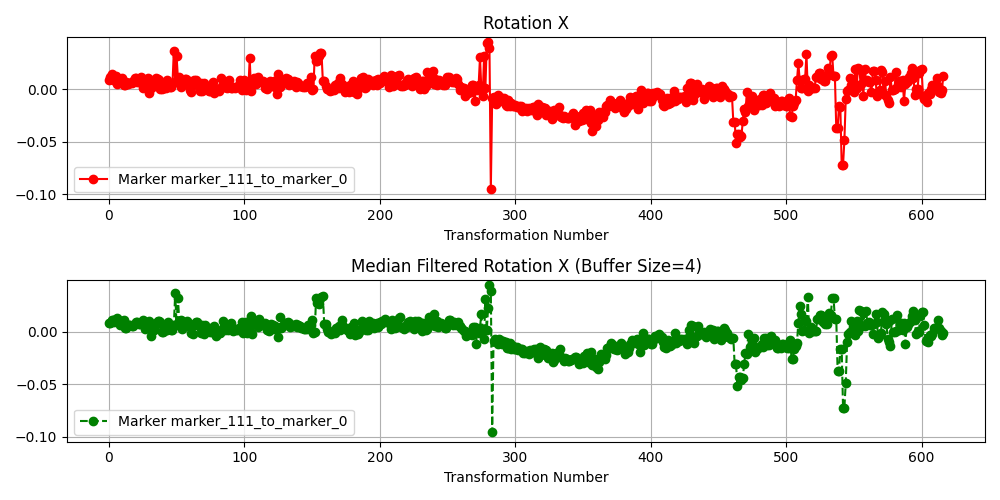 Rotation X
0.00
−0.05
−0.10
Marker marker_111_to_marker_0
0 100 200 300 400 500 600
Transformation Number
Median Filtered Rotation X (Buffer Size=4)
0.00
−0.05
−0.10
Marker marker_111_to_marker_0
0 100 200 300 400 500 600
Transformation Number